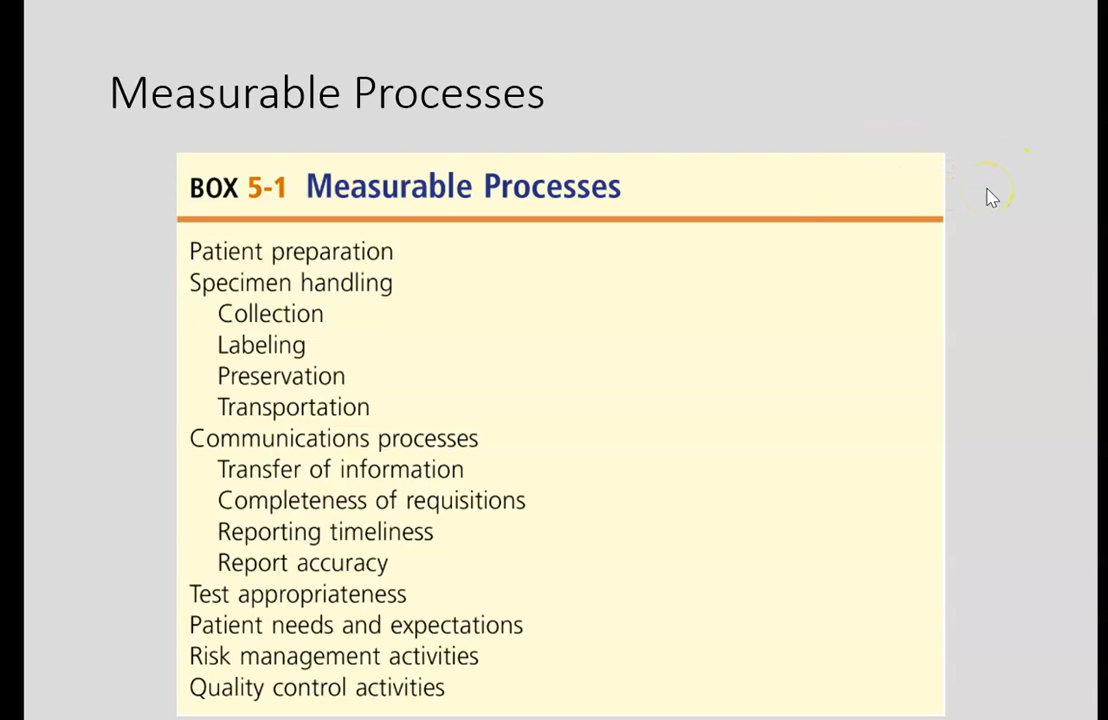 Measurable Processes
BOX 5-1 Measurable Processes
Patient preparation
Specimen handling
Collection
Labeling
Preservation
Transportation
Communications processes
Transfer of information
Completeness of requisitions
Reporting timeliness
Report accuracy
Test appropriateness
Patient needs and expectations
Risk management activities
Quality control activities